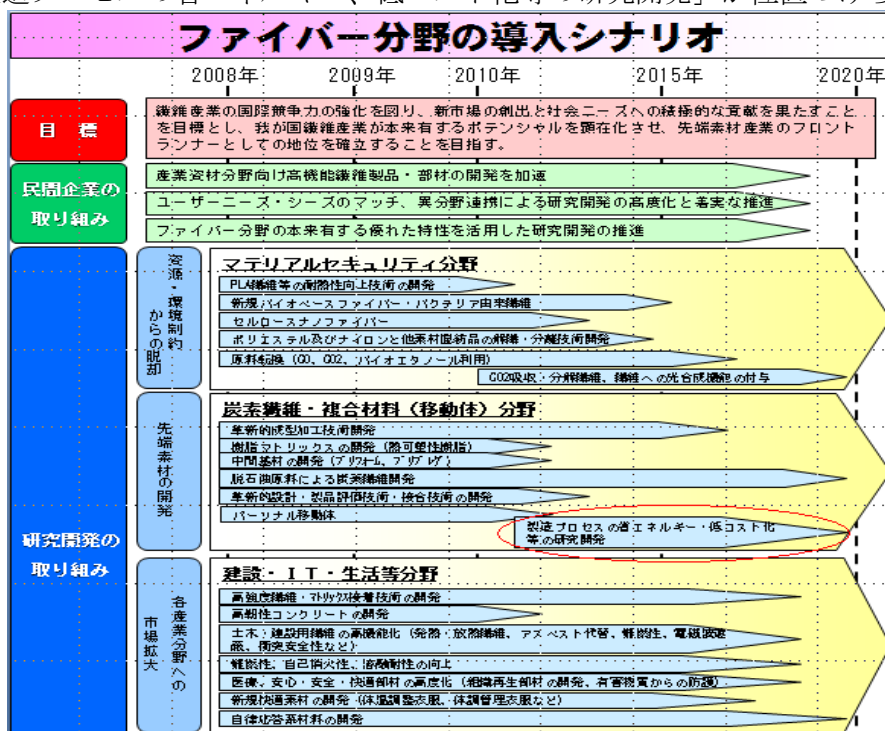 ファイバー分野の導入シナリオ
2008年 2009年 2010年 2015年 2020年
目 標
繊維産業の国際競争力の強化を図り、新市場の創出と社会ニーズへの積極的な貢献を果たすこと
を目標とし、我が国繊維産業が本来有するポテンシャルを顕在化させ、先端素材産業のフロント
ランナーとしての地位を確立することを目指す。
民間企業の
取り組み
産業資材分野向け高機能繊維製品・部材の開発を加速
ユーザーニーズ・シーズのマッチ、異分野連携による研究開発の高度化と着実な推進
ファイバー分野の本来有する優れた特性を活用した研究開発の推進
研究開発の
取り組み
資源・環境制約
からの脱却
マテリアルセキュリティ分野
PLA繊維等の耐熱性向上技術の開発
新規バイオベースファイバー・バクテリア由来繊維
セルロースナノファイバー
ポリエステル及びナイロンと他素材混紡品の解繊・分離技術開発
原料転換（CO、CO2、バイオエタノール利用）
CO2吸収・分解繊維、繊維への光合成機能の付与
先端素材の開発
炭素繊維・複合材料（移動体）分野
革新的成型加工技術開発
樹脂マトリックスの開発（熱可塑性樹脂）
中間基材の開発（プリフォーム、プリプレグ）
脱石油原料による炭素繊維開発
革新的設計・製品評価技術・接合技術の開発
パーソナル移動体
製造プロセスの省エネルギー・低コスト化
等の研究開発
各産業分野への
市場拡大
建設・ＩＴ・生活等分野
高強度繊維・マトリックス接着技術の開発
高靭性コンクリートの開発
土木・建設用繊維の高機能化（発熱・放熱繊維、アスベスト代替、難燃性、電磁波遮
蔽、衝突安全性など）
難燃性、自己消火性、溶融耐性の向上
医療、安心・安全・快適部材の高度化（組織再生部材の開発、有害物質からの防護）
新規快適素材の開発（体温調整衣服、体調管理衣服など）
自律応答系材料の開発